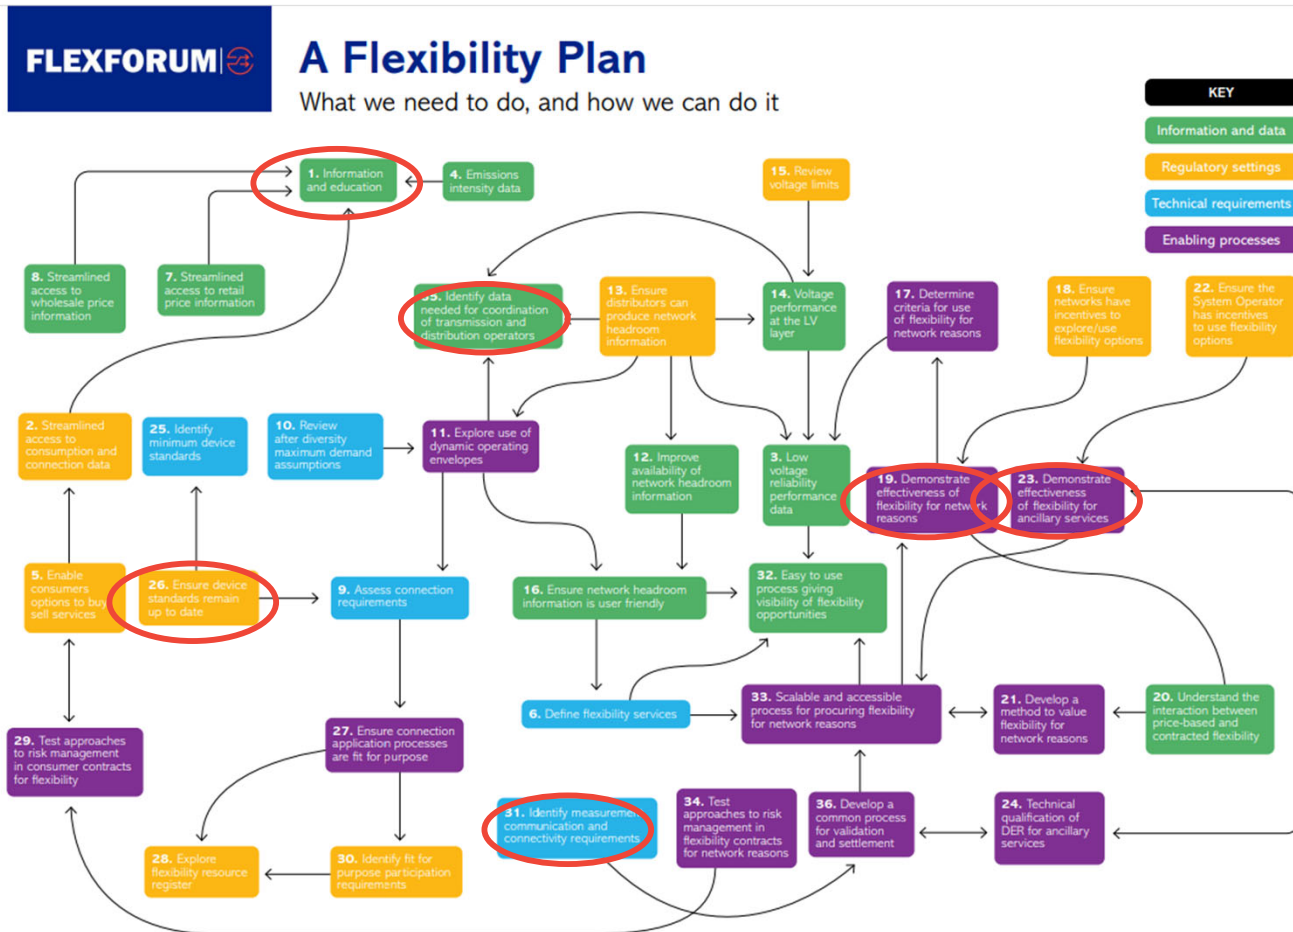 FLEXFORUM
A Flexibility Plan
What we need to do, and how we can do it
KEY
Information and data
Regulatory settings
Technical requirements
Enabling processes
1. Information
and education
4. Emissions
intensity data
15. Review
voltage limits
8. Streamlined
access to
wholesale price
information
7. Streamlined
access to retail
price information
35. Identify data
needed for coordination
of transmission and
distribution operators
13. Ensure
distributors can
produce network
headroom
information
14. Voltage
performance
at the LV
layer
17. Determine
criteria for use
of flexibility for
network reasons
18. Ensure
networks have
incentives to
explore/use
flexibility options
22. Ensure the
System Operator
has incentives
to use flexibility
options
2. Streamlined
access to
consumption and
connection data
25. Identify
minimum device
standards
10. Review
after diversity
maximum demand
assumptions
11. Explore use of
dynamic operating
envelopes
12. Improve
availability of
network headroom
information
3. Low
voltage
reliability
performance
data
19. Demonstrate
effectiveness of
flexibility for network
reasons
23. Demonstrate
effectiveness
of flexibility for
ancillary services
5. Enable
consumers
options to buy/
sell services
26. Ensure device
standards remain
up to date
9. Assess connection
requirements
16. Ensure network headroom
information is user friendly
32. Easy to use
process giving
visibility of flexibility
opportunities
6. Define flexibility services
33. Scalable and accessible
process for procuring flexibility
for network reasons
21. Develop a
method to value
flexibility for
network reasons
20. Understand the
interaction between
price-based and
contracted flexibility
29. Test approaches
to risk management
in consumer contracts
for flexibility
27. Ensure connection
application processes
are fit for purpose
31. Identify measurement
communication and
connectivity requirements
34. Test
approaches to risk
management in
flexibility contracts
for network reasons
36. Develop a
common process
for validation
and settlement
24. Technical
qualification of
DER for ancillary
services
28. Explore
flexibility resource
register
30. Identify fit for
purpose participation
requirements